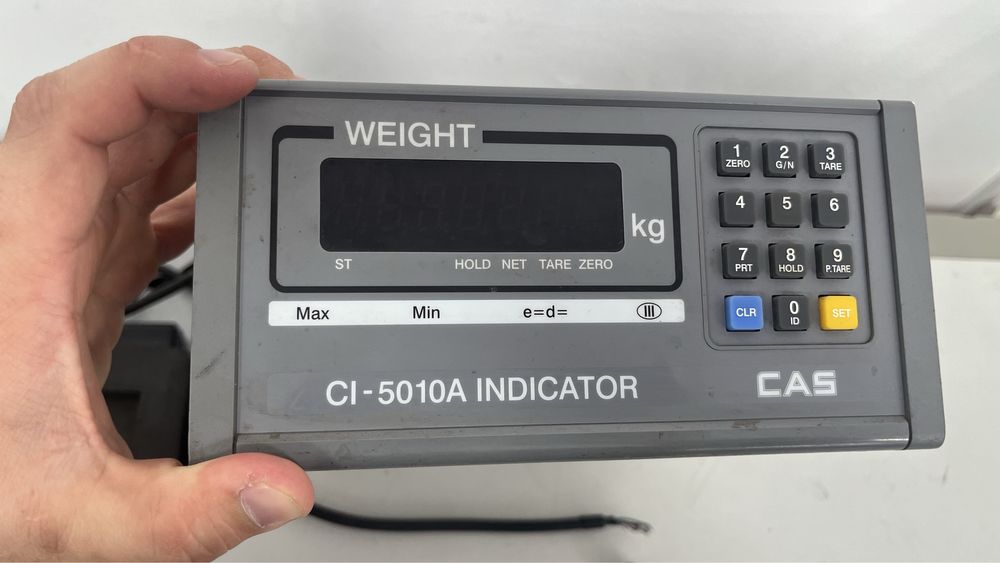 WEIGHT
kg
ST HOLD NET TARE ZERO
Max Min e=d= III
CI-5010A INDICATOR
CAS
1 2 3
ZERO G/N TARE
4 5 6
7 8 9
PRT HOLD P.TARE
CLR 0 SET
ID